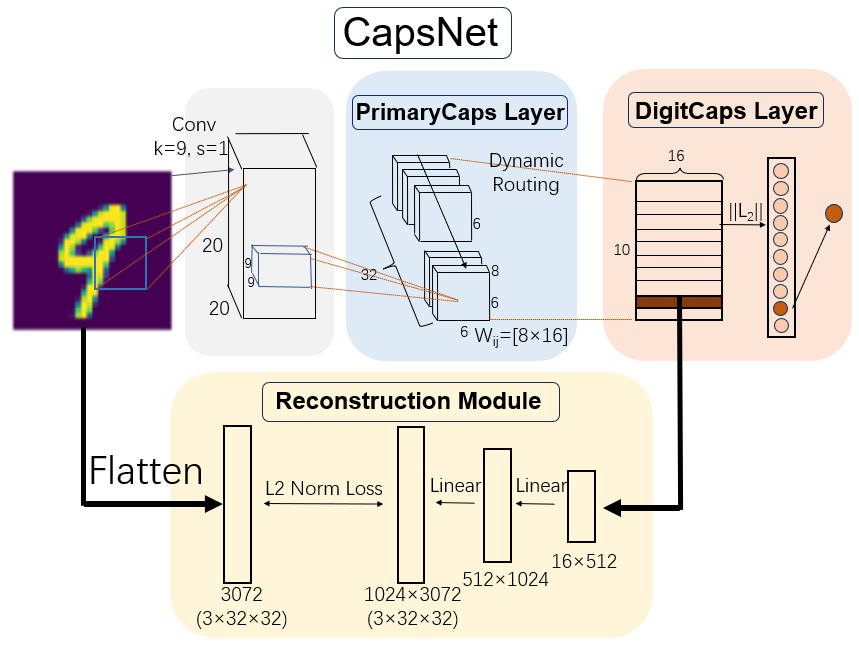 CapsNet
Conv
k=9, s=1
20
20
9
9
PrimaryCaps Layer
Dynamic
Routing
6
32
8
6
6
W_ij=[8×16]
DigitCaps Layer
16
10
||L_2||
Reconstruction Module
Flatten
L2 Norm Loss
Linear
Linear
3072
(3×32×32)
1024×3072
(3×32×32)
512×1024
16×512